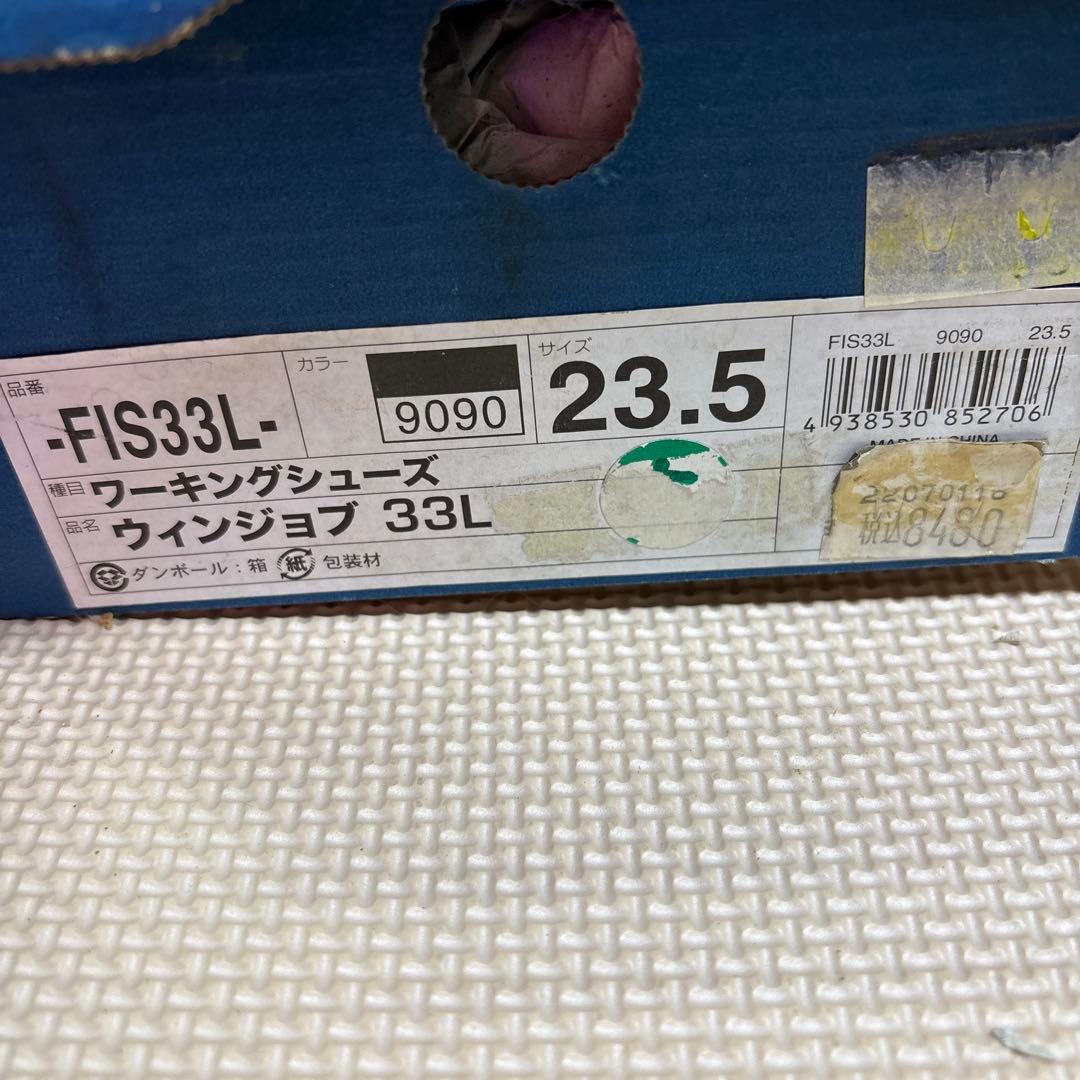 品番
-FIS33L-
カラー
9090
サイズ
23.5
種目 ワーキングシューズ
品名 ウィンジョブ 33L
ダンボール：箱 紙 包装材
FIS33L 9090 23.5
4 938530 852706
MADE IN CHINA
税込8480